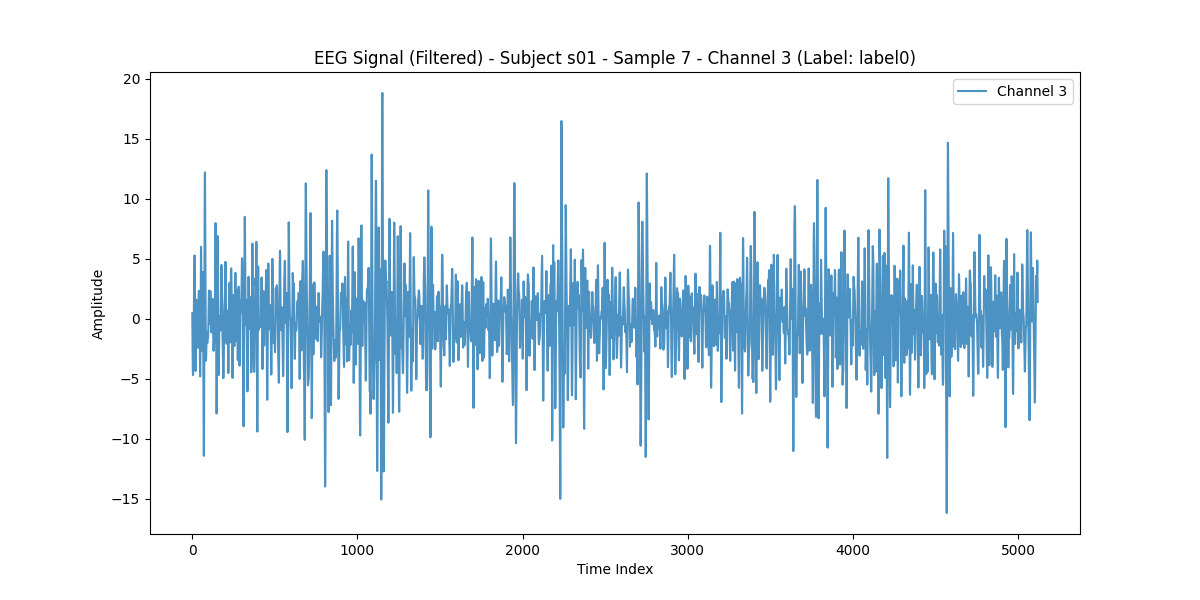 EEG Signal (Filtered) - Subject s01 - Sample 7 - Channel 3 (Label: label0)
Channel 3
20
15
10
5
0
−5
−10
−15
Amplitude
0 1000 2000 3000 4000 5000
Time Index